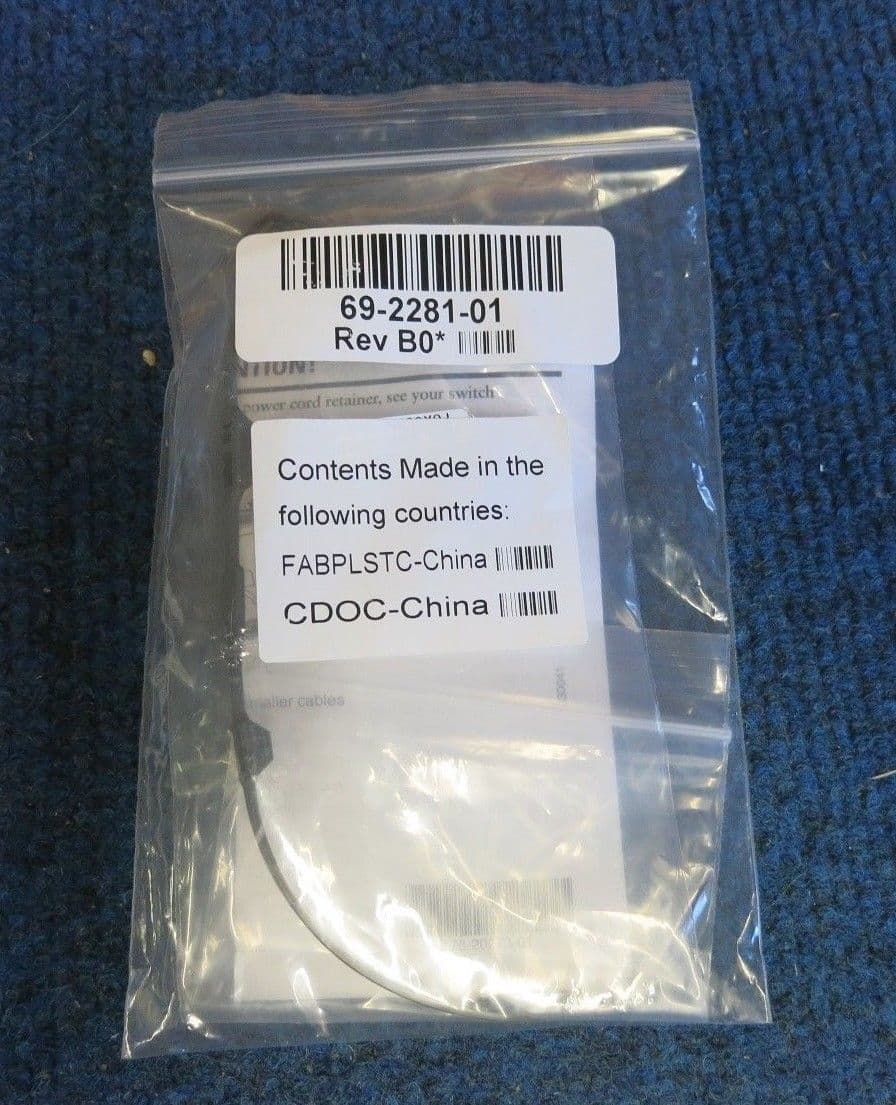 69-2281-01
Rev B0*
NTION!
power cord retainer, see your switch
Contents Made in the
following countries:
FABPLSTC-China
CDOC-China
maller cables